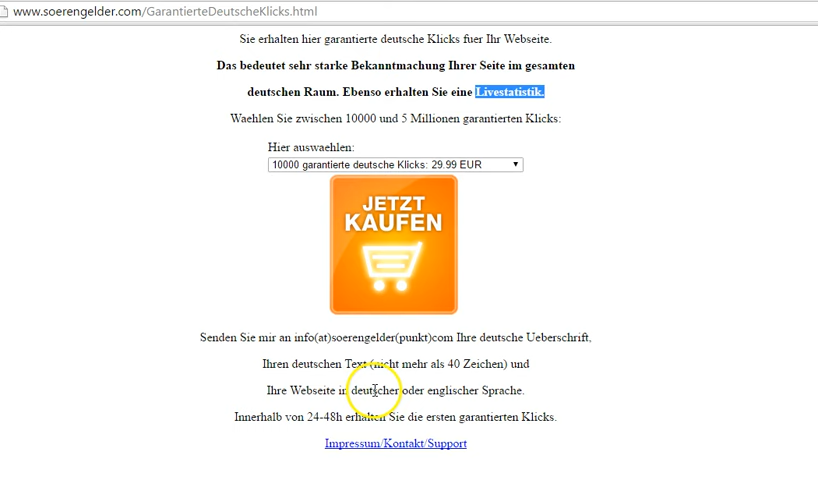 www.soerengelder.com/GarantierteDeutscheKlicks.html
Sie erhalten hier garantierte deutsche Klicks fuer Ihr Webseite.
Das bedeutet sehr starke Bekanntmachung Ihrer Seite im gesamten
deutschen Raum. Ebenso erhalten Sie eine Livestatistik.
Waehlen Sie zwischen 10000 und 5 Millionen garantierten Klicks:
Hier auswaehlen:
10000 garantierte deutsche Klicks: 29.99 EUR
JETZT
KAUFEN
Senden Sie mir an info(at)soerengelder(punkt)com Ihre deutsche Ueberschrift,
Ihren deutschen Text (nicht mehr als 40 Zeichen) und
Ihre Webseite in deutscher oder englischer Sprache.
Innerhalb von 24-48h erhalten Sie die ersten garantierten Klicks.
Impressum/Kontakt/Support